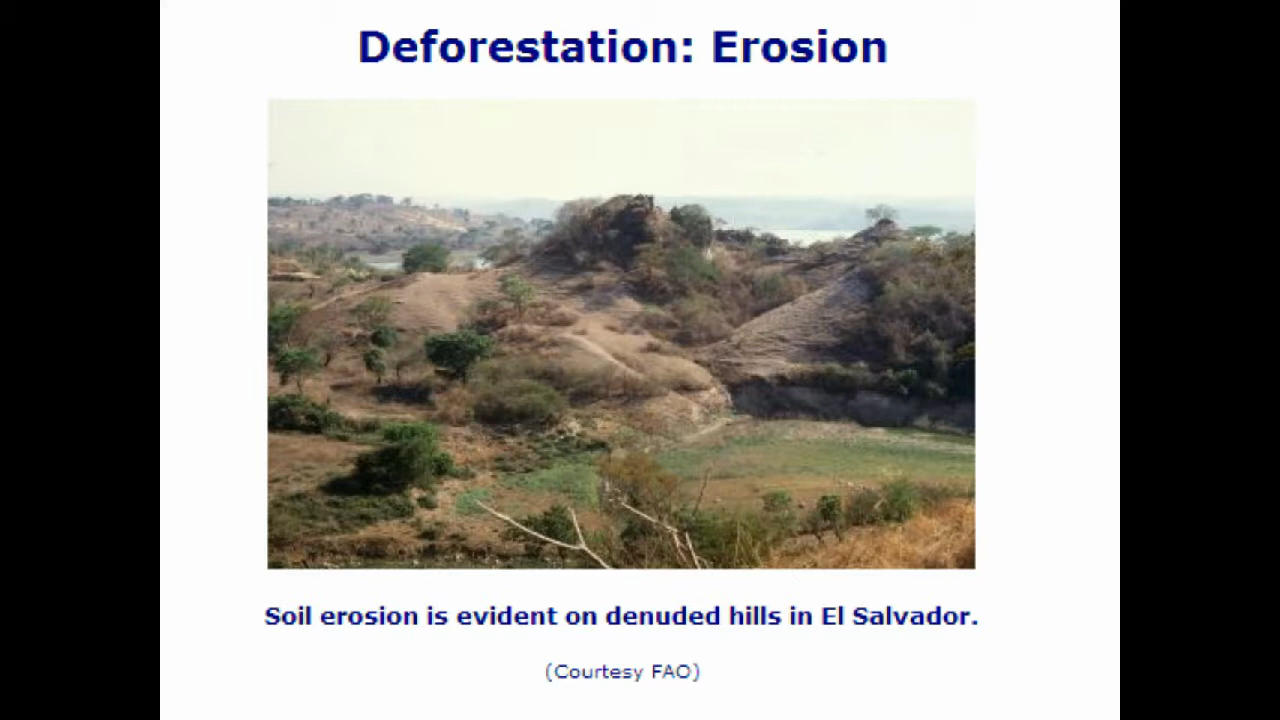 Deforestation: Erosion
Soil erosion is evident on denuded hills in El Salvador.
(Courtesy FAO)